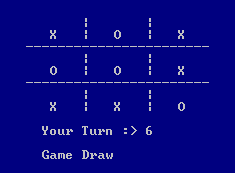 X ¦ O ¦ X
O ¦ O ¦ X
X ¦ X ¦ O
Your Turn :> 6
Game Draw